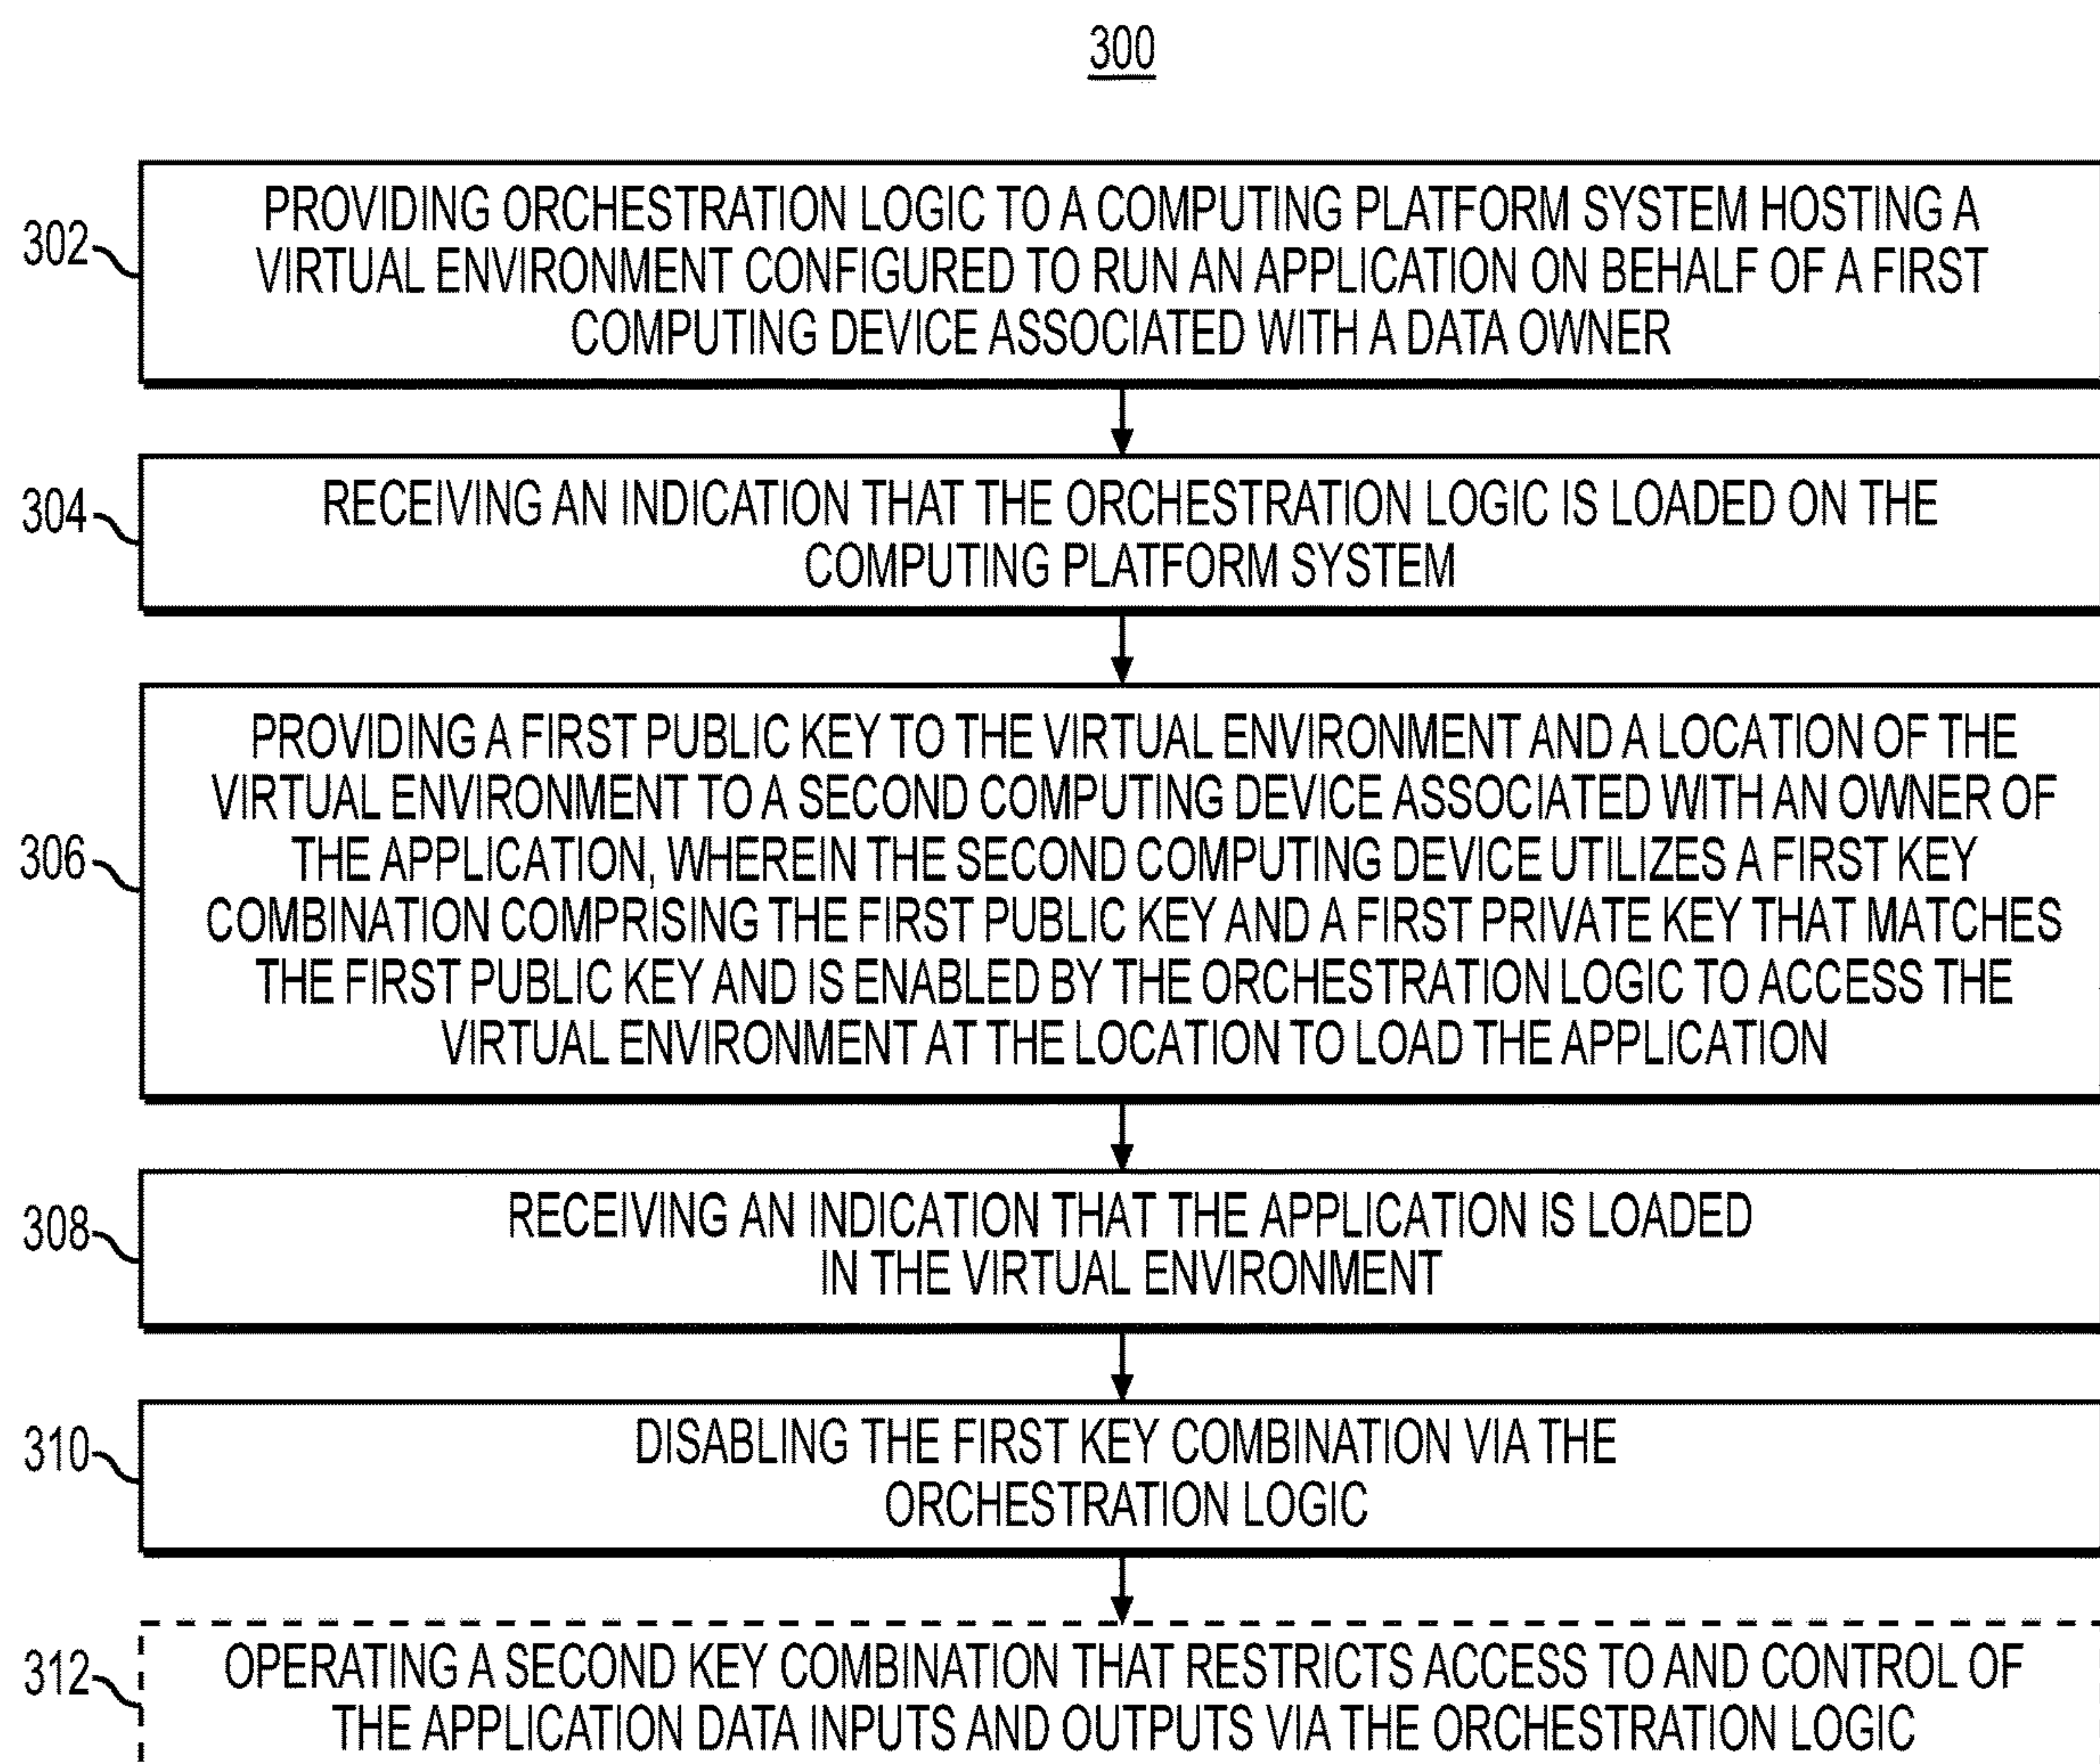 300
302
PROVIDING ORCHESTRATION LOGIC TO A COMPUTING PLATFORM SYSTEM HOSTING A
VIRTUAL ENVIRONMENT CONFIGURED TO RUN AN APPLICATION ON BEHALF OF A FIRST
COMPUTING DEVICE ASSOCIATED WITH A DATA OWNER
304
RECEIVING AN INDICATION THAT THE ORCHESTRATION LOGIC IS LOADED ON THE
COMPUTING PLATFORM SYSTEM
306
PROVIDING A FIRST PUBLIC KEY TO THE VIRTUAL ENVIRONMENT AND A LOCATION OF THE
VIRTUAL ENVIRONMENT TO A SECOND COMPUTING DEVICE ASSOCIATED WITH AN OWNER OF
THE APPLICATION, WHEREIN THE SECOND COMPUTING DEVICE UTILIZES A FIRST KEY
COMBINATION COMPRISING THE FIRST PUBLIC KEY AND A FIRST PRIVATE KEY THAT MATCHES
THE FIRST PUBLIC KEY AND IS ENABLED BY THE ORCHESTRATION LOGIC TO ACCESS THE
VIRTUAL ENVIRONMENT AT THE LOCATION TO LOAD THE APPLICATION
308
RECEIVING AN INDICATION THAT THE APPLICATION IS LOADED
IN THE VIRTUAL ENVIRONMENT
310
DISABLING THE FIRST KEY COMBINATION VIA THE
ORCHESTRATION LOGIC
312
OPERATING A SECOND KEY COMBINATION THAT RESTRICTS ACCESS TO AND CONTROL OF
THE APPLICATION DATA INPUTS AND OUTPUTS VIA THE ORCHESTRATION LOGIC